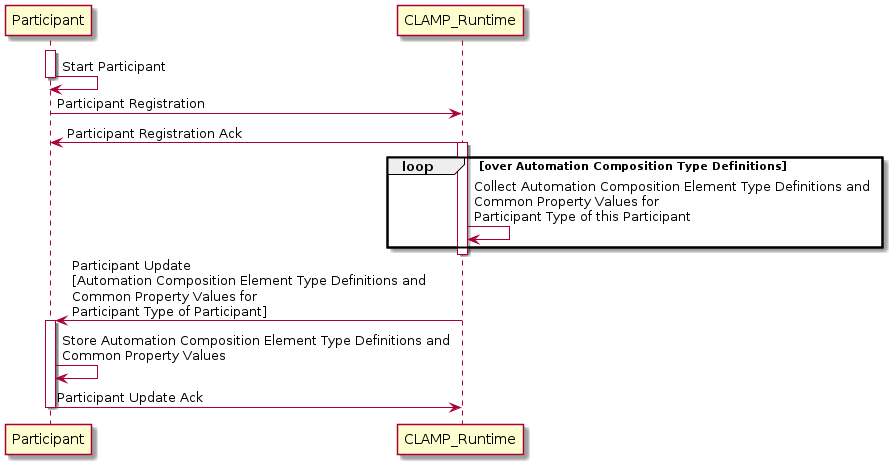 Participant
CLAMP_Runtime
Start Participant
Participant Registration
Participant Registration Ack
loop
[over Automation Composition Type Definitions]
Collect Automation Composition Element Type Definitions and
Common Property Values for
Participant Type of this Participant
Participant Update
[Automation Composition Element Type Definitions and
Common Property Values for
Participant Type of Participant]
Store Automation Composition Element Type Definitions and
Common Property Values
Participant Update Ack
Participant
CLAMP_Runtime